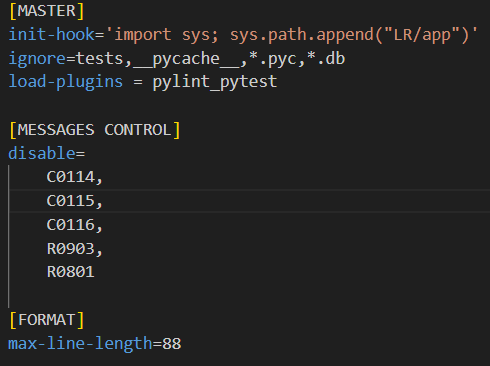 [MASTER]
init-hook='import sys; sys.path.append("LR/app")'
ignore=tests,__pycache__,*.pyc,*.db
load-plugins = pylint_pytest
[MESSAGES CONTROL]
disable=
C0114,
C0115,
C0116,
R0903,
R0801
[FORMAT]
max-line-length=88